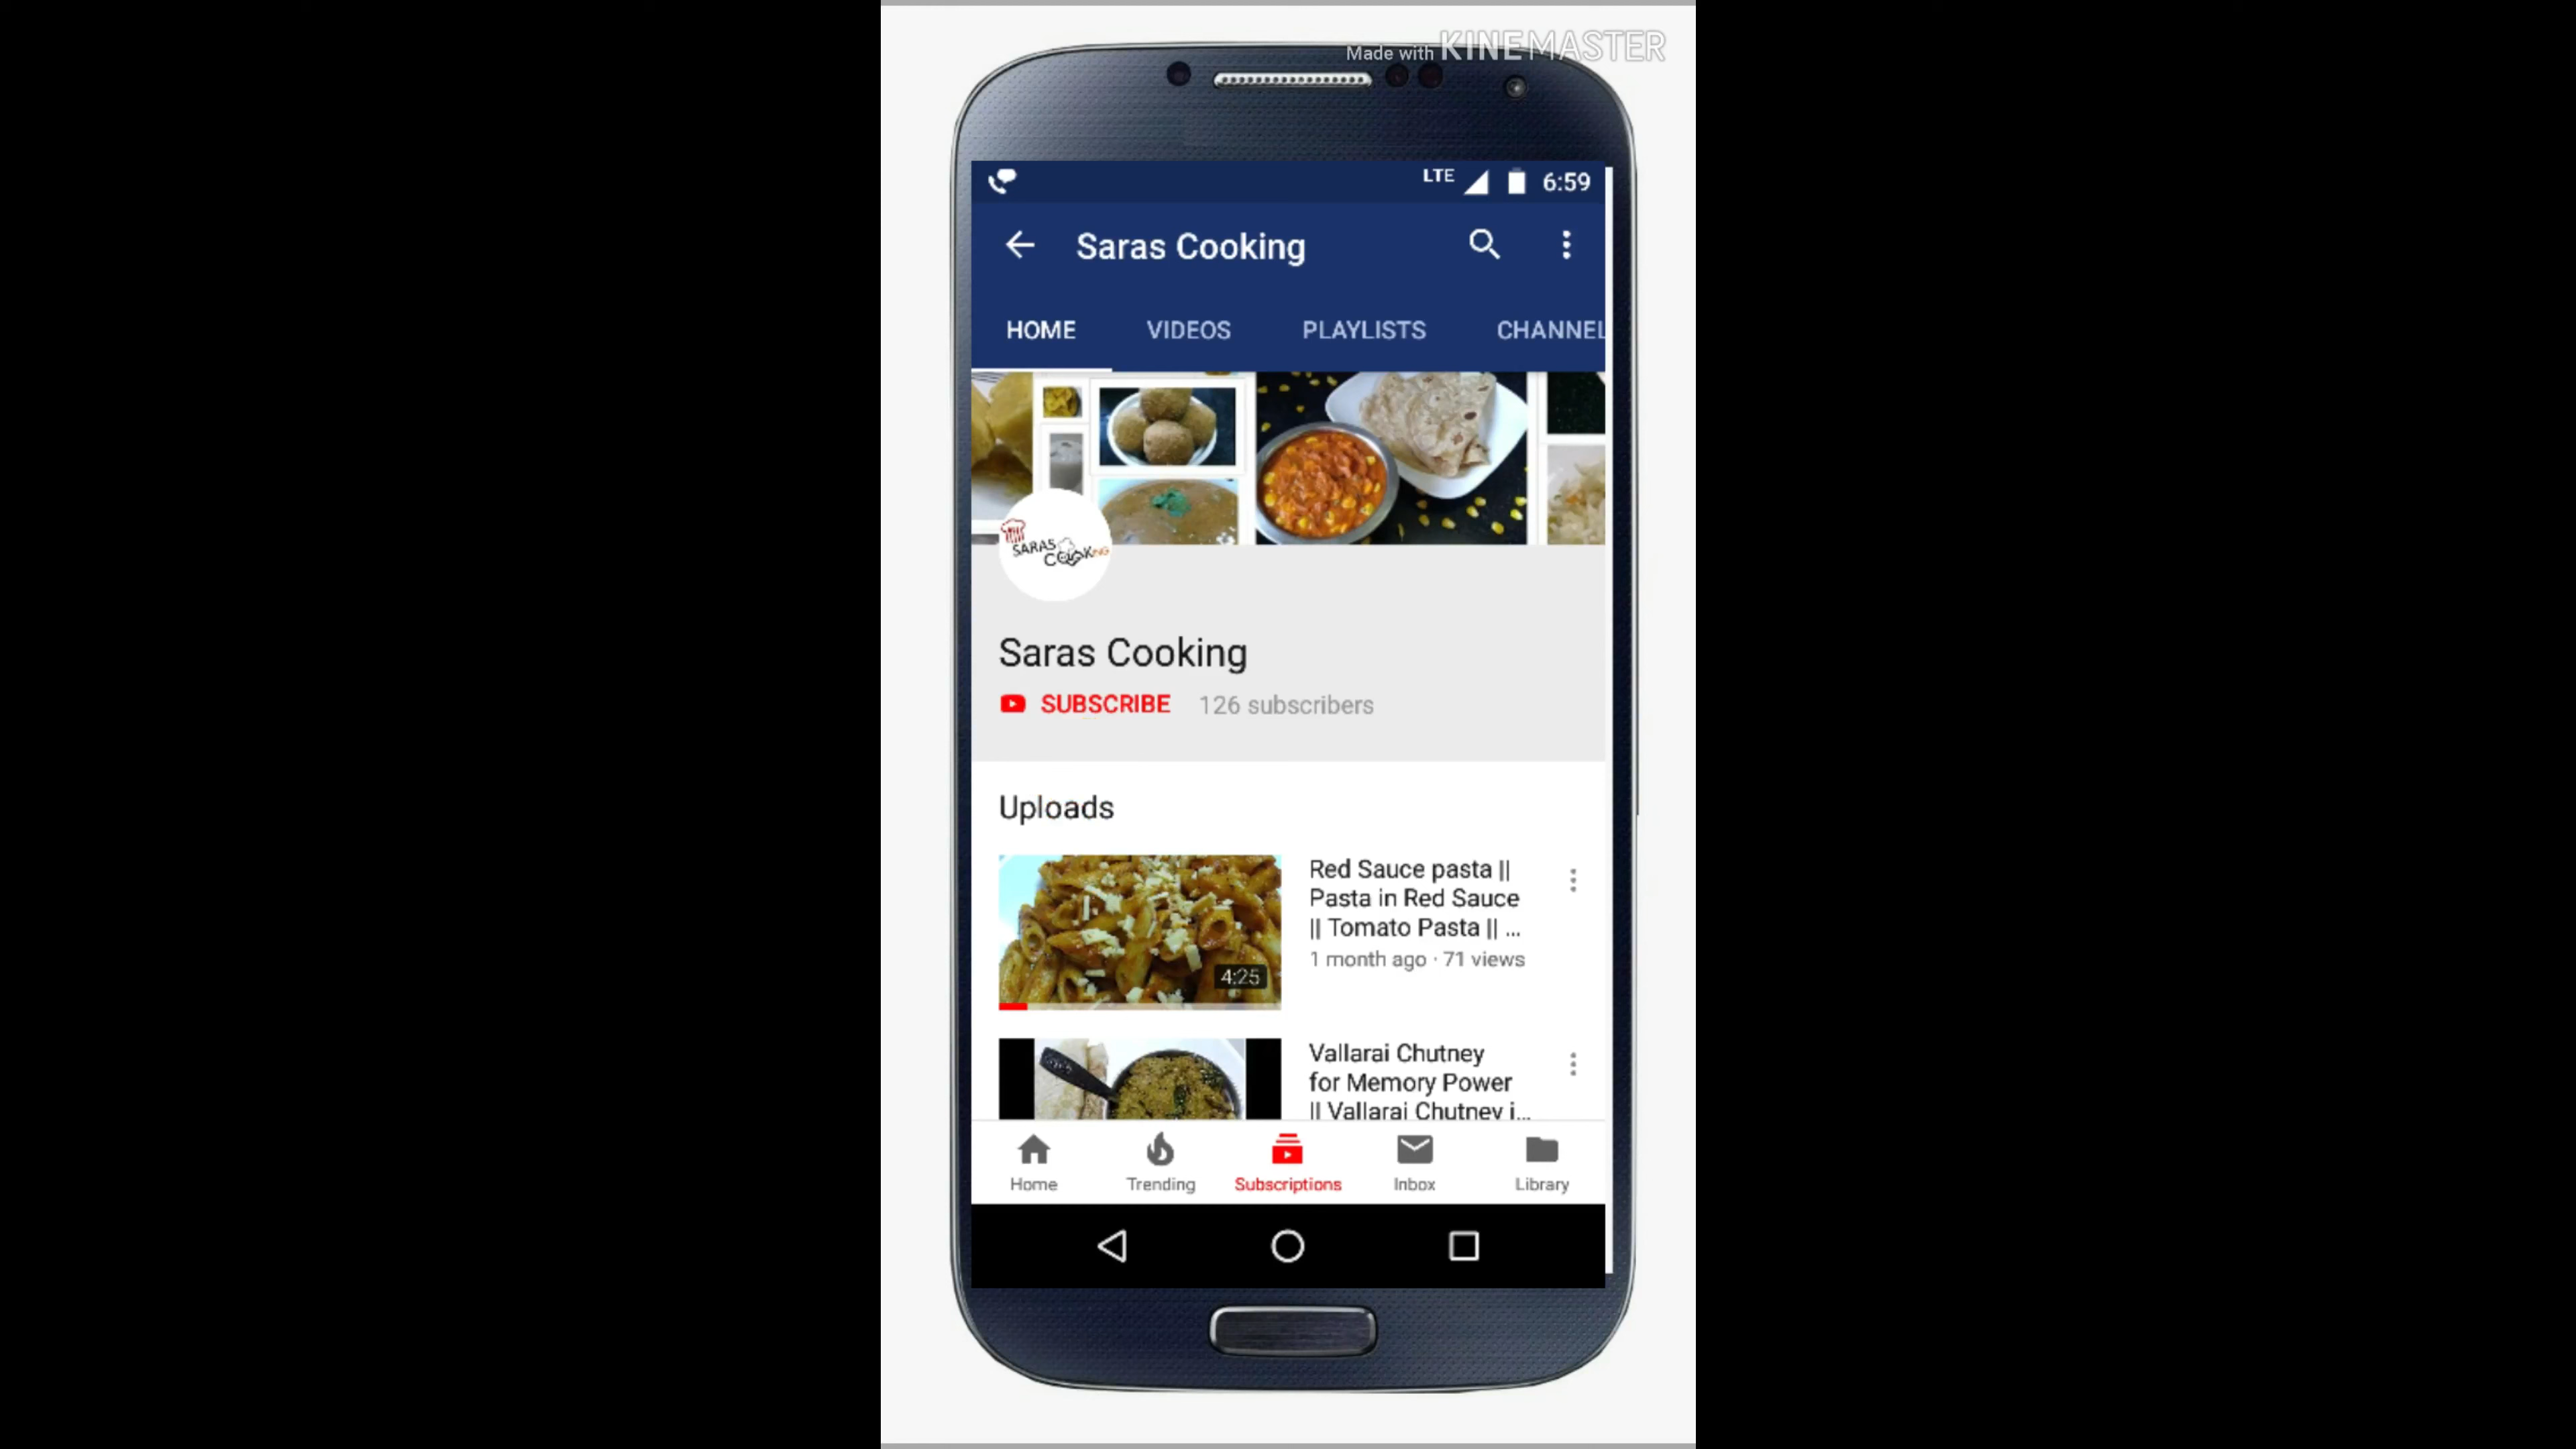 Made with KINEMASTER
LTE 6:59
Saras Cooking
HOME VIDEOS PLAYLISTS CHANNEL
SARAS
COOKING
Saras Cooking
SUBSCRIBE 126 subscribers
Uploads
Red Sauce pasta ||
Pasta in Red Sauce
|| Tomato Pasta || ...
1 month ago · 71 views
4:25
Vallarai Chutney
for Memory Power
|| Vallarai Chutney i...
Home Trending Subscriptions Inbox Library